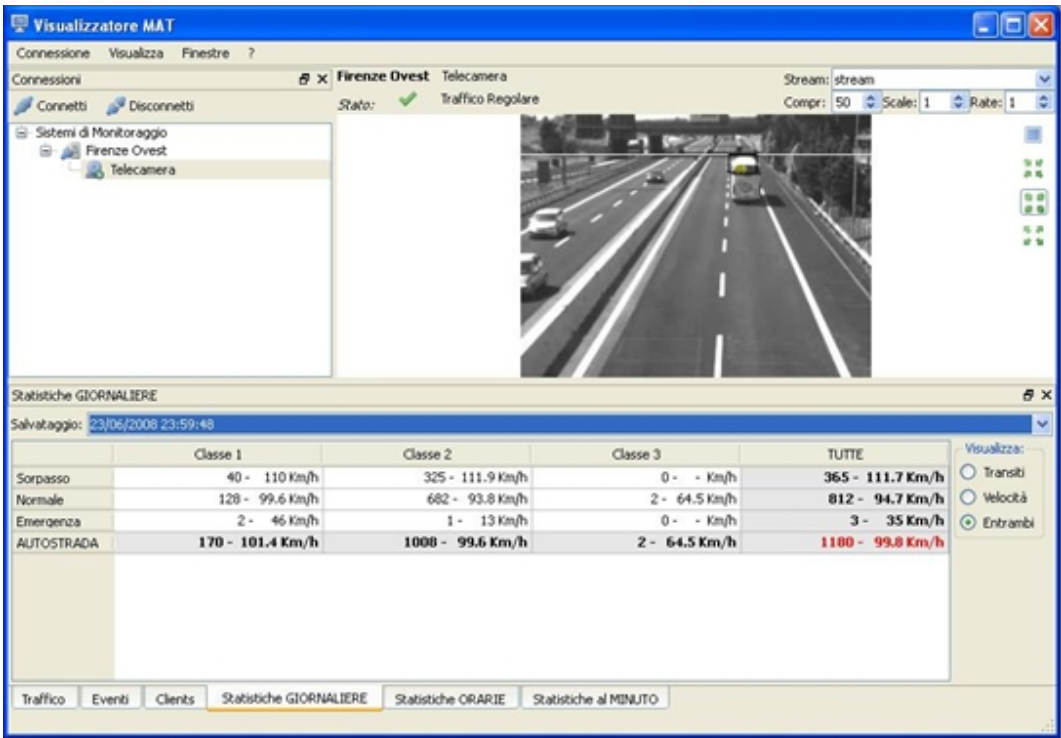 Visualizzatore MAT
Connessione Visualizza Finestre ?
Connessioni
Firenze Ovest Telecamera
Stream: stream
Connetti Disconnetti
Stato: Traffico Regolare
Compr: 50 Scale: 1 Rate: 1
Sistemi di Monitoraggio
Firenze Ovest
Telecamera
Statistiche GIORNALIERE
Salvataggio: 23/06/2008 23:59:48
Classe 1 Classe 2 Classe 3 TUTTE
Sorpasso 40 - 110 Km/h 325 - 111.9 Km/h 0 - - Km/h 365 - 111.7 Km/h
Normale 128 - 99.6 Km/h 682 - 93.8 Km/h 2 - 64.5 Km/h 812 - 94.7 Km/h
Emergenza 2 - 46 Km/h 1 - 13 Km/h 0 - - Km/h 3 - 35 Km/h
AUTOSTRADA 170 - 101.4 Km/h 1008 - 99.6 Km/h 2 - 64.5 Km/h 1180 - 99.8 Km/h
Visualizza:
Transiti
Velocità
Entrambi
Traffico Eventi Clients Statistiche GIORNALIERE Statistiche ORARIE Statistiche al MINUTO